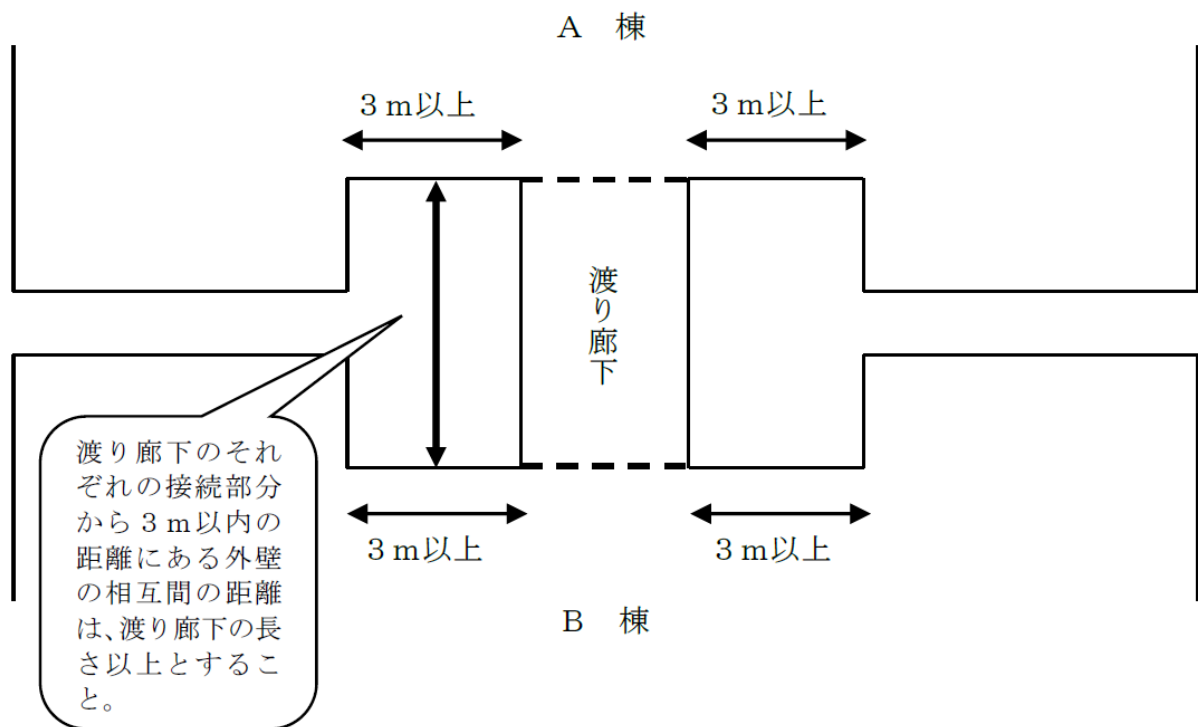 A 棟
3m以上
3m以上
渡り廊下
渡り廊下のそれ
ぞれの接続部分
から3m以内の
距離にある外壁
の相互間の距離
は、渡り廊下の長
さ以上とするこ
と。
3m以上
3m以上
B 棟